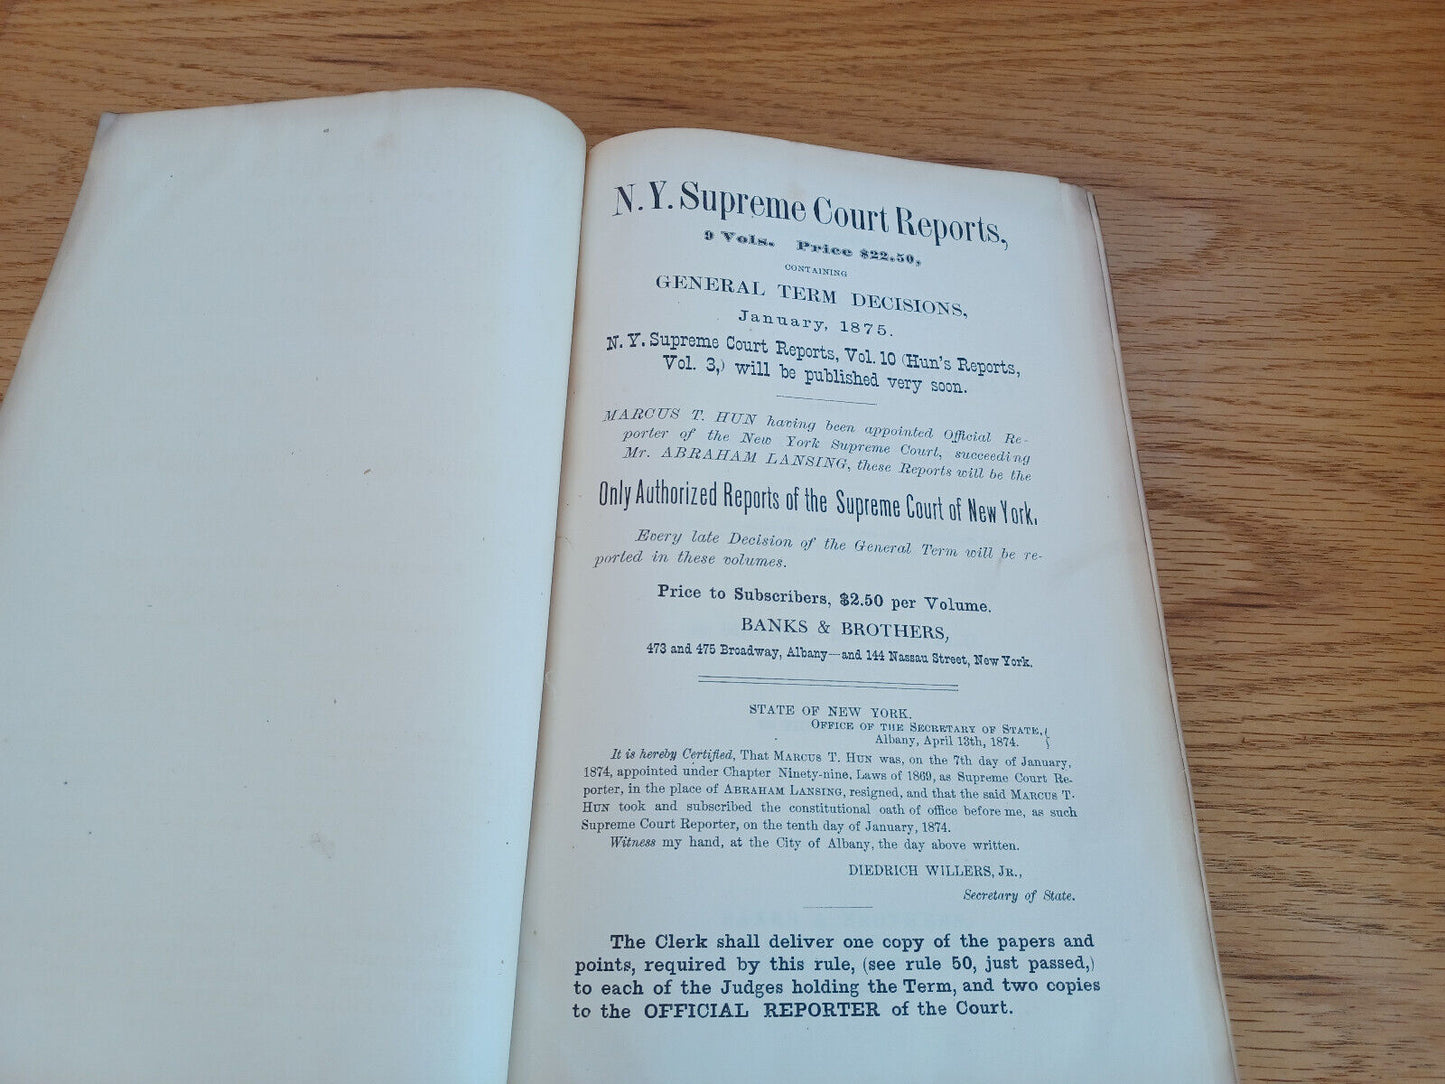 N. Y. Supreme Court Reports,
9 Vols. Price $22.50,
CONTAINING
GENERAL TERM DECISIONS,
January, 1875.
N. Y. Supreme Court Reports, Vol. 10 (Hun's Reports,
Vol. 3,) will be published very soon.
MARCUS T. HUN having been appointed Official Re-
porter of the New York Supreme Court, succeeding
Mr. ABRAHAM LANSING, these Reports will be the
Only Authorized Reports of the Supreme Court of New York.
Every late Decision of the General Term will be re-
ported in these volumes.
Price to Subscribers, $2.50 per Volume.
BANKS & BROTHERS,
473 and 475 Broadway, Albany—and 144 Nassau Street, New York.
STATE OF NEW YORK.
OFFICE OF THE SECRETARY OF STATE,
Albany, April 13th, 1874.
It is hereby Certified, That MARCUS T. HUN was, on the 7th day of January,
1874, appointed under Chapter Ninety-nine, Laws of 1869, as Supreme Court Re-
porter, in the place of ABRAHAM LANSING, resigned, and that the said MARCUS T.
HUN took and subscribed the constitutional oath of office before me, as such
Supreme Court Reporter, on the tenth day of January, 1874.
Witness my hand, at the City of Albany, the day above written.
DIEDRICH WILLERS, JR.,
Secretary of State.
The Clerk shall deliver one copy of the papers and
points, required by this rule, (see rule 50, just passed,)
to each of the Judges holding the Term, and two copies
to the OFFICIAL REPORTER of the Court.